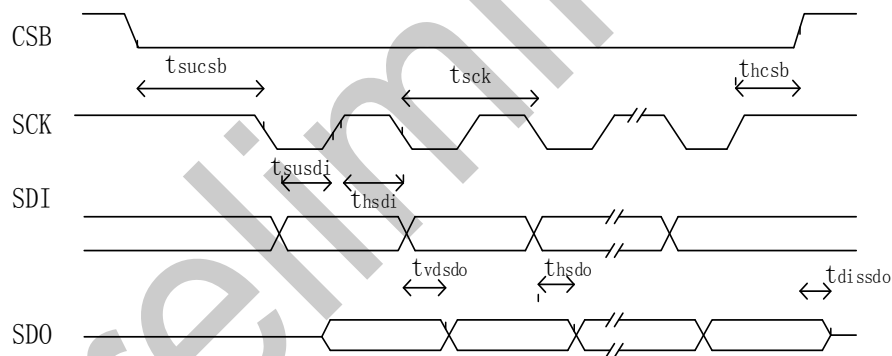 CSB
tsucsb
tsck
thcsb
SCK
tsusdi
thsdi
SDI
tvdsdo
thsdo
tdissdo
SDO